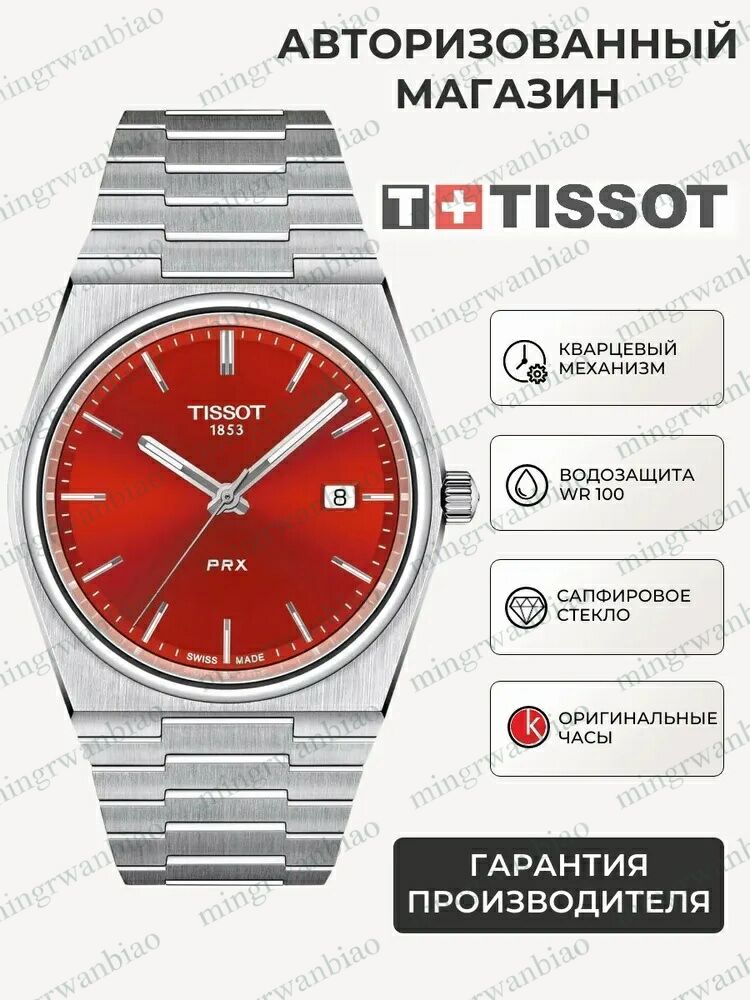 АВТОРИЗОВАННЫЙ
МАГАЗИН
T+TISSOT
КВАРЦЕВЫЙ
МЕХАНИЗМ
ВОДОЗАЩИТА
WR 100
САПФИРОВОЕ
СТЕКЛО
k
ОРИГИНАЛЬНЫЕ
ЧАСЫ
ГАРАНТИЯ
ПРОИЗВОДИТЕЛЯ
TISSOT
1853
8
PRX
SWISS MADE
mingrwanbiao